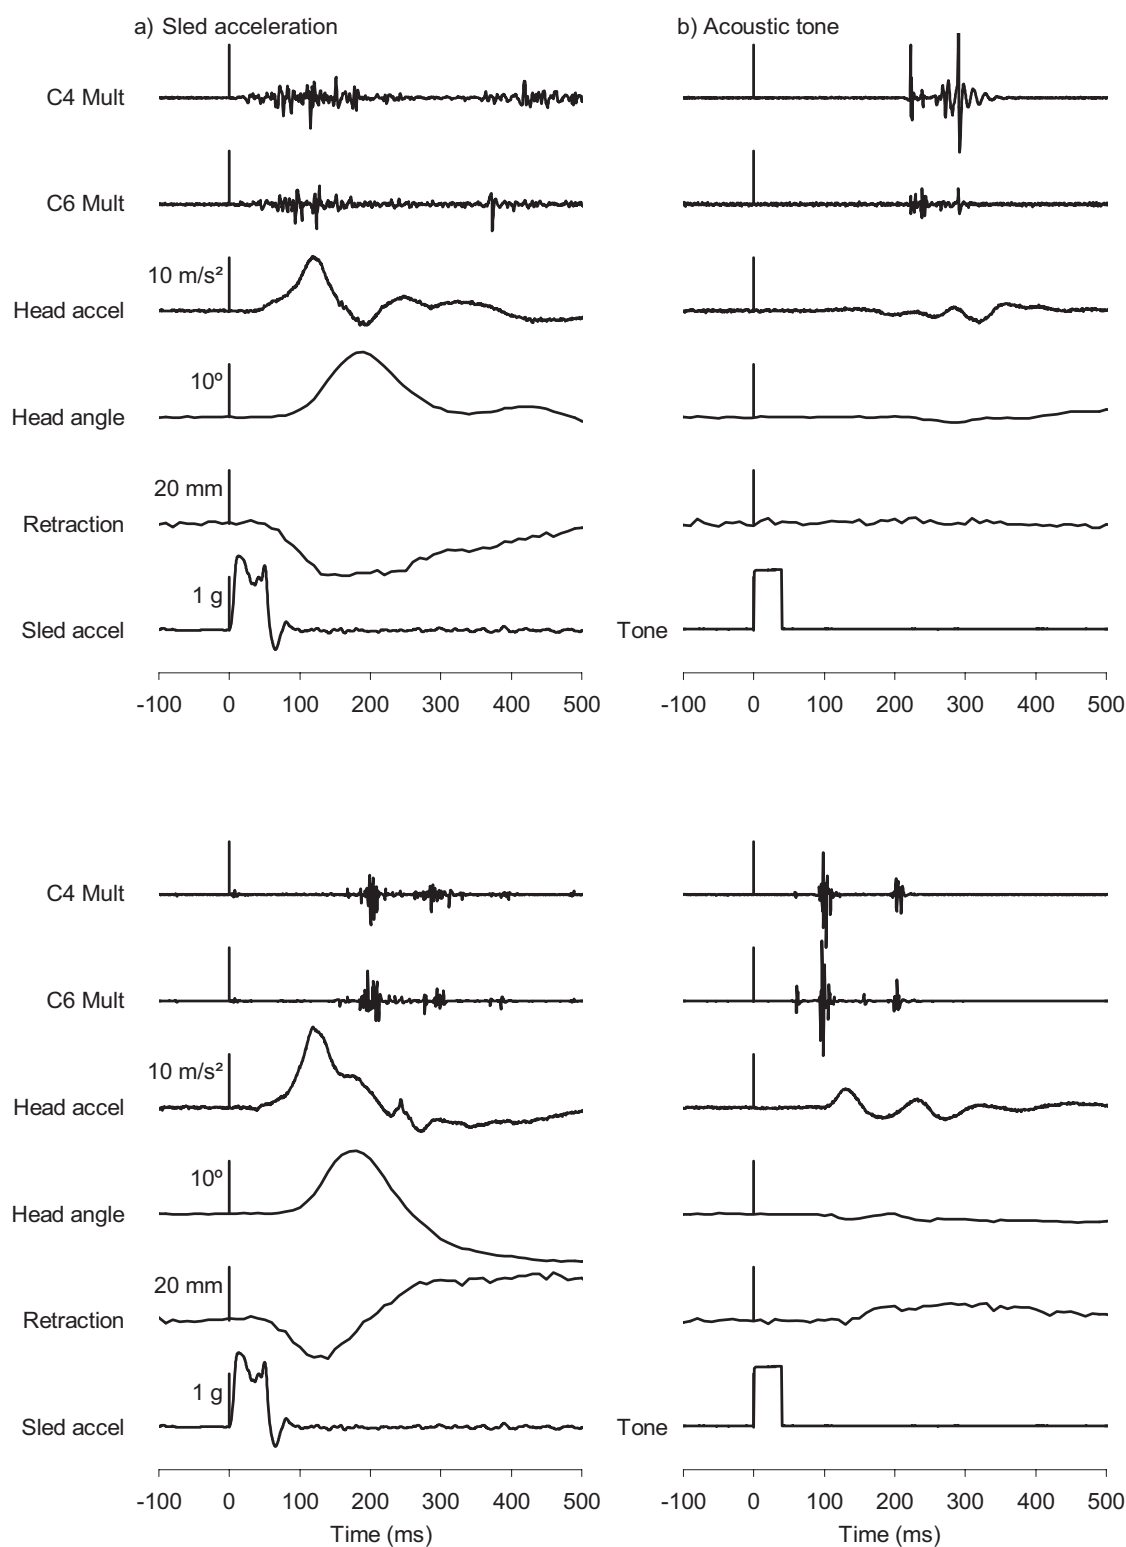 a) Sled acceleration
b) Acoustic tone
C4 Mult
C6 Mult
10 m/s²
Head accel
10º
Head angle
20 mm
Retraction
1 g
Sled accel
Tone
-100 0 100 200 300 400 500
-100 0 100 200 300 400 500
C4 Mult
C6 Mult
10 m/s²
Head accel
10º
Head angle
20 mm
Retraction
1 g
Sled accel
Tone
-100 0 100 200 300 400 500
-100 0 100 200 300 400 500
Time (ms)
Time (ms)